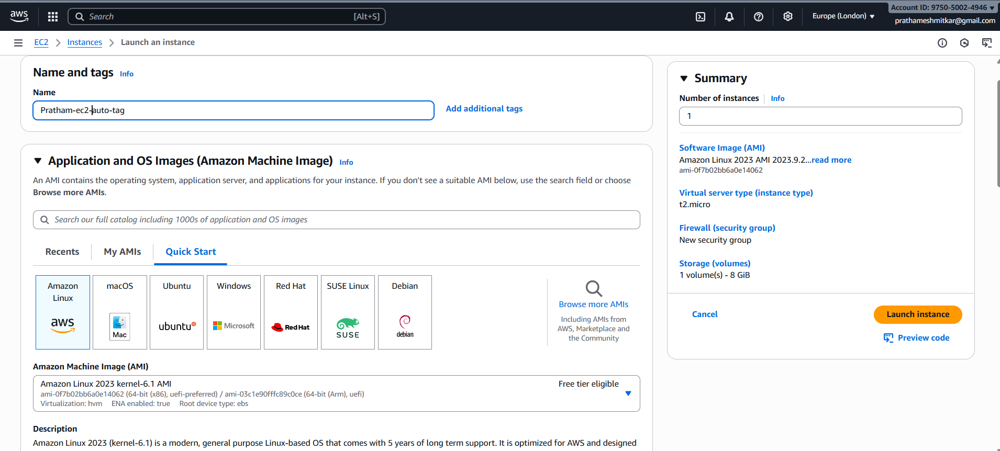 aws
Search [Alt+S]
Europe (London)
Account ID: 9750-5002-4946
prathameshmitkar@gmail.com
EC2 Instances Launch an instance
Name and tags Info
Name
Pratham-ec2-auto-tag
Add additional tags
Application and OS Images (Amazon Machine Image) Info
An AMI contains the operating system, application server, and applications for your instance. If you don't see a suitable AMI below, use the search field or choose
Browse more AMIs.
Search our full catalog including 1000s of application and OS images
Recents My AMIs Quick Start
Amazon
Linux
aws
macOS
Mac
Ubuntu
ubuntu
Windows
Microsoft
Red Hat
Red Hat
SUSE Linux
SUSE
Debian
debian
Browse more AMIs
Including AMIs from
AWS, Marketplace and
the Community
Amazon Machine Image (AMI)
Amazon Linux 2023 kernel-6.1 AMI Free tier eligible
ami-0f7b02bb6a0e14062 (64-bit (x86), uefi-preferred) / ami-03c1e90fffc89c0ce (64-bit (Arm), uefi)
Virtualization: hvm ENA enabled: true Root device type: ebs
Description
Amazon Linux 2023 (kernel-6.1) is a modern, general purpose Linux-based OS that comes with 5 years of long term support. It is optimized for AWS and designed
Summary
Number of instances Info
1
Software Image (AMI)
Amazon Linux 2023 AMI 2023.9.2...read more
ami-0f7b02bb6a0e14062
Virtual server type (instance type)
t2.micro
Firewall (security group)
New security group
Storage (volumes)
1 volume(s) - 8 GiB
Cancel Launch instance
Preview code